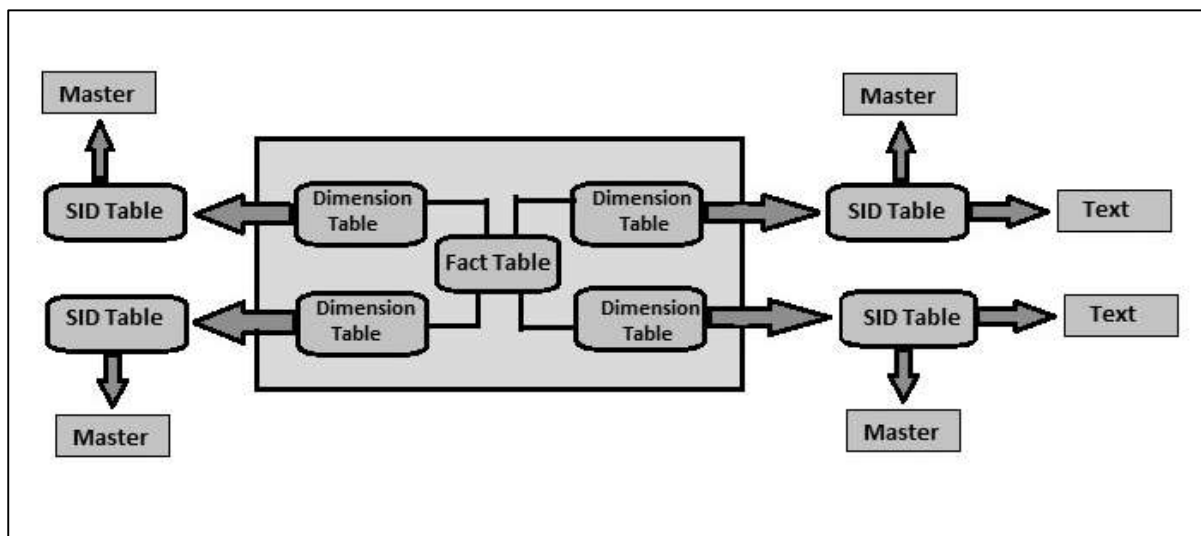 Master
Master
SID Table
Dimension
Table
Dimension
Table
SID Table
Text
Fact Table
SID Table
Dimension
Table
Dimension
Table
SID Table
Text
Master
Master